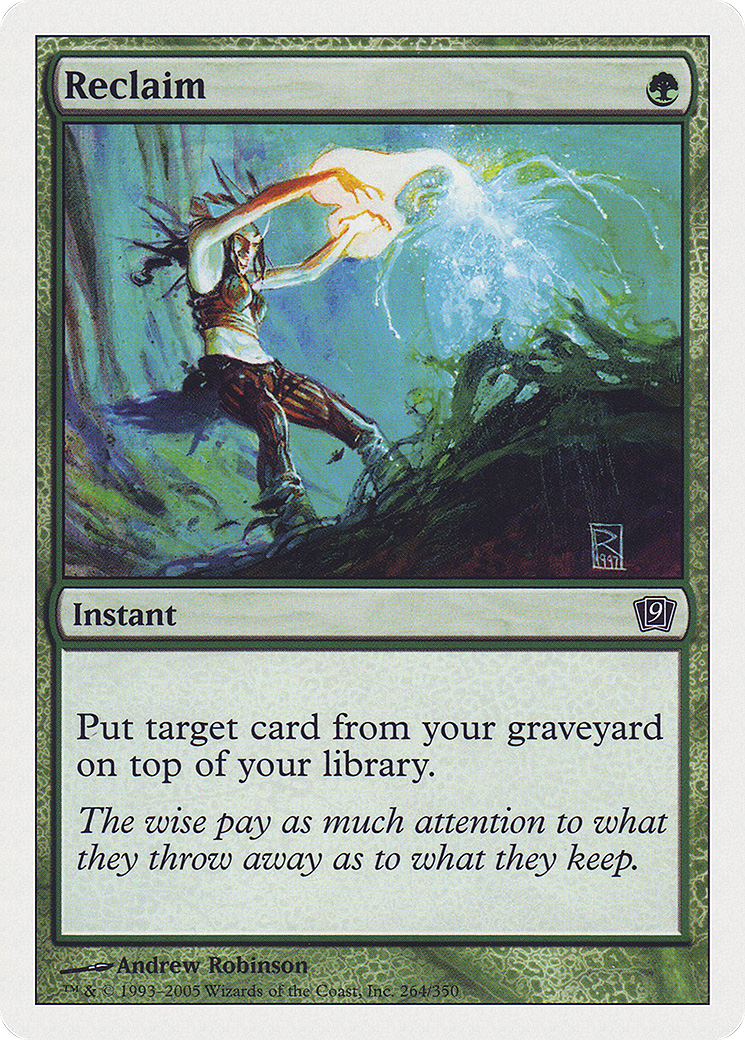 Reclaim
R
1997
Instant
9
Put target card from your graveyard
on top of your library.
The wise pay as much attention to what
they throw away as to what they keep.
Andrew Robinson
™ & © 1993–2005 Wizards of the Coast, Inc. 264/350